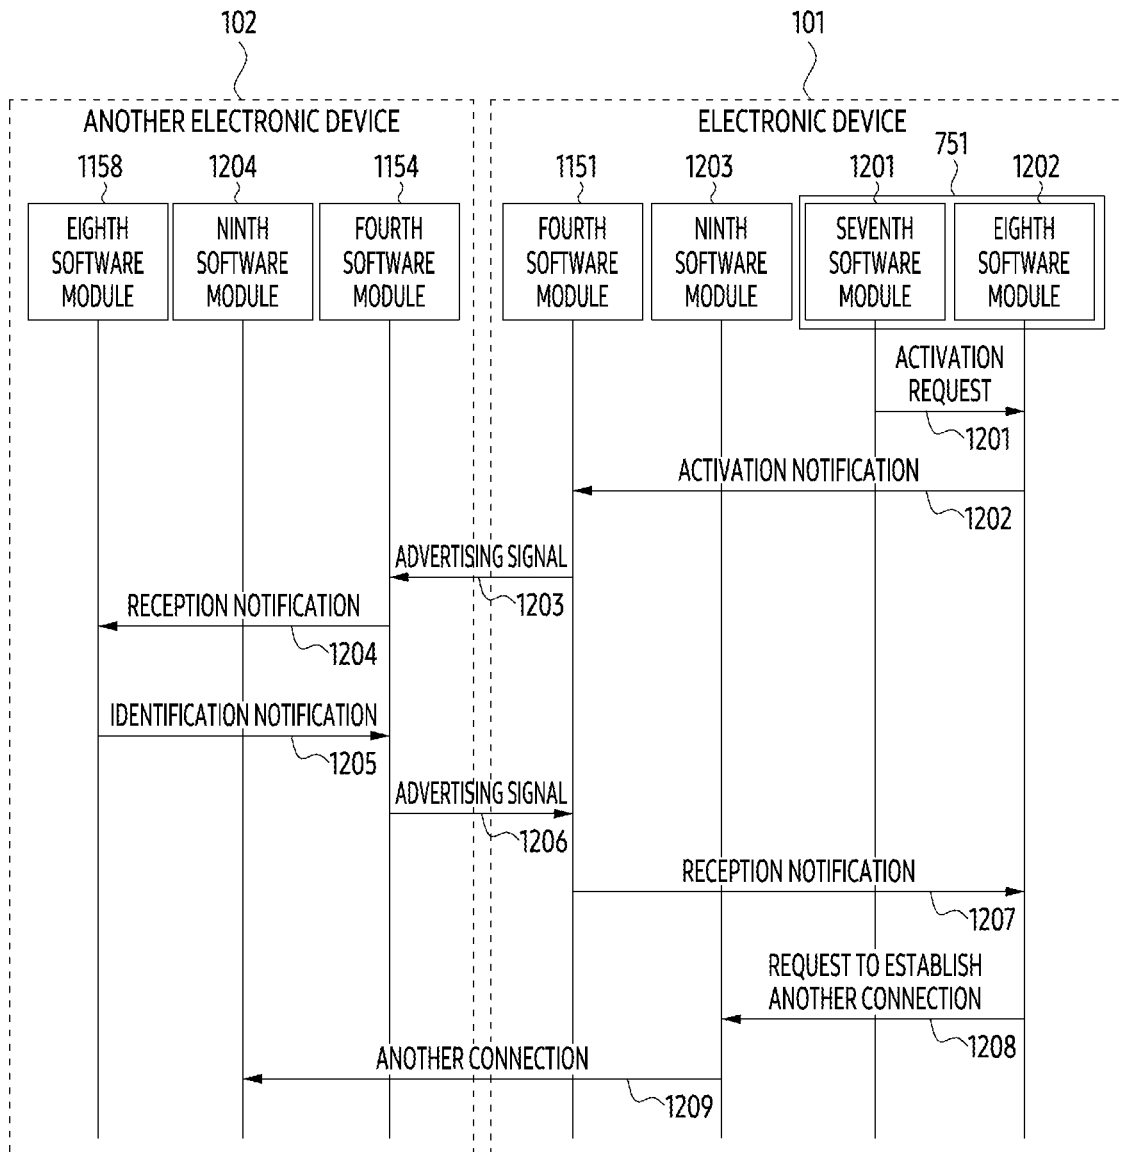 102
101
ANOTHER ELECTRONIC DEVICE
ELECTRONIC DEVICE
751
1158
1204
1154
1151
1203
1201
1202
EIGHTH
SOFTWARE
MODULE
NINTH
SOFTWARE
MODULE
FOURTH
SOFTWARE
MODULE
FOURTH
SOFTWARE
MODULE
NINTH
SOFTWARE
MODULE
SEVENTH
SOFTWARE
MODULE
EIGHTH
SOFTWARE
MODULE
ACTIVATION
REQUEST
1201
ACTIVATION NOTIFICATION
1202
ADVERTISING SIGNAL
1203
RECEPTION NOTIFICATION
1204
IDENTIFICATION NOTIFICATION
1205
ADVERTISING SIGNAL
1206
RECEPTION NOTIFICATION
1207
REQUEST TO ESTABLISH
ANOTHER CONNECTION
1208
ANOTHER CONNECTION
1209